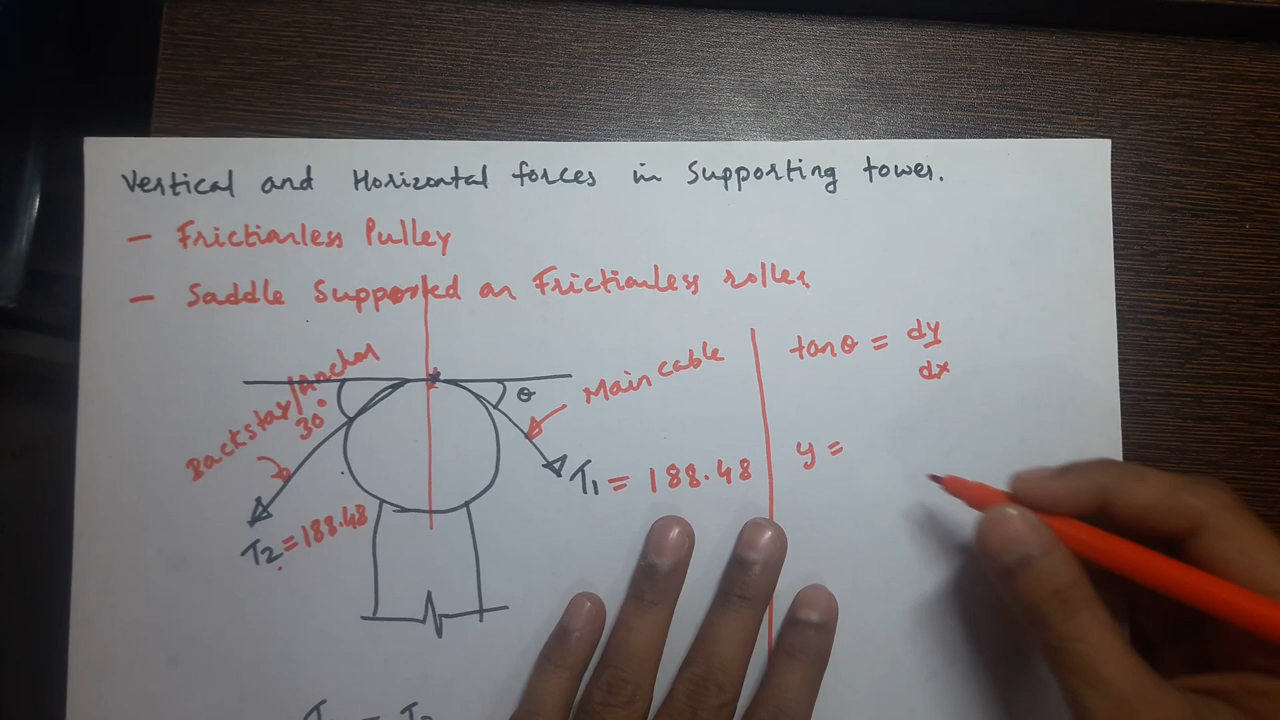 Vertical and Horizontal forces in Supporting tower.
- Frictionless Pulley
- Saddle Supported on Frictionless roller
Backstay/Anchor
30°
θ
Main cable
T1 = 188.48
T2 = 188.48
tanθ = dy
dx
y =